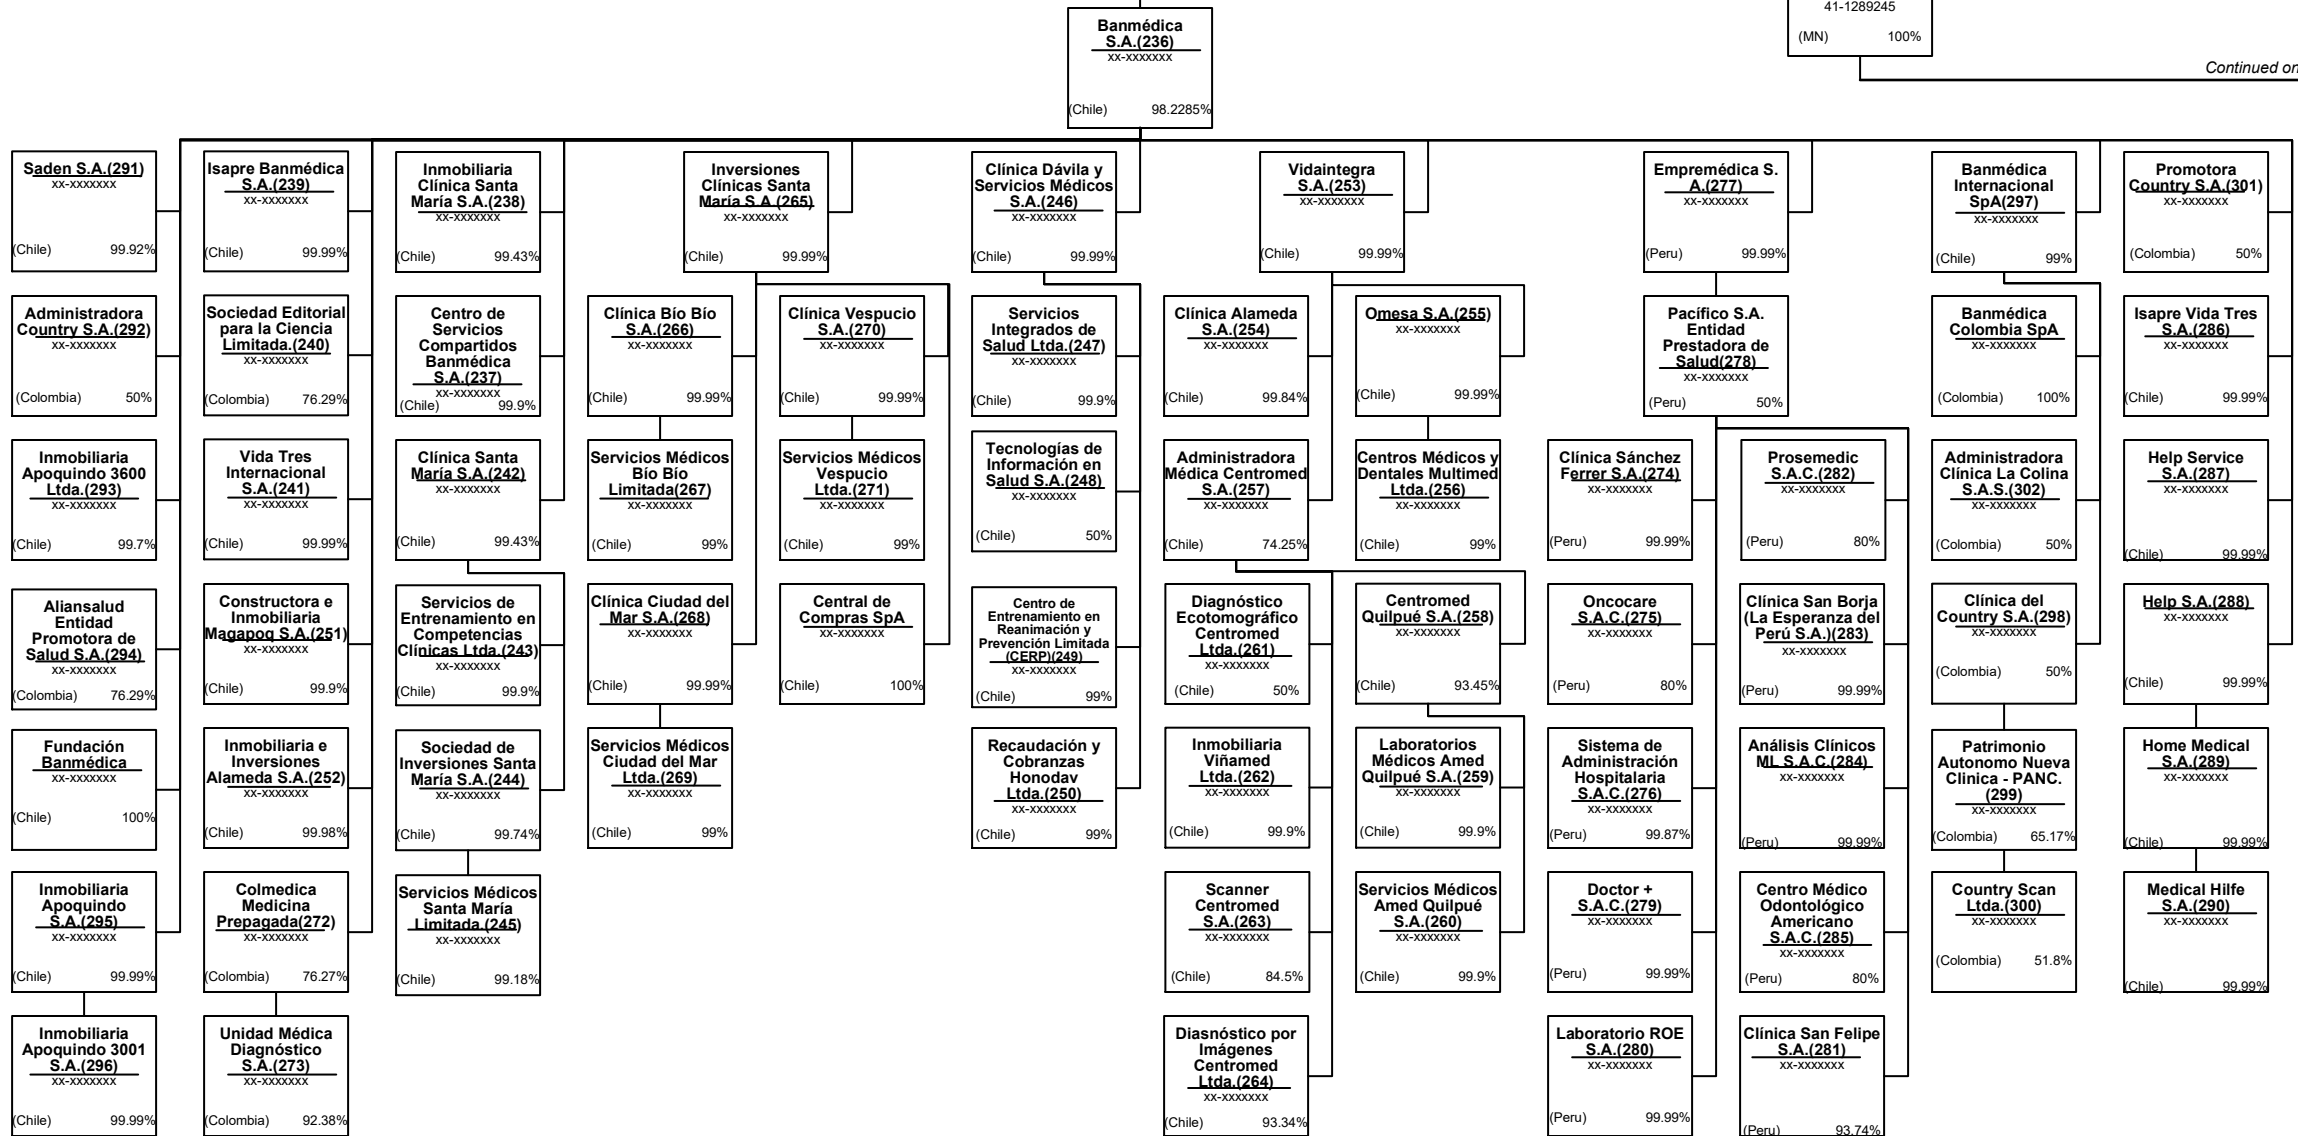 41-1289245
(MN) 100%
Continued on
Banmédica
S.A.(236)
xx-xxxxxxx
(Chile) 98.2285%
Saden S.A.(291)
xx-xxxxxxx
(Chile) 99.92%
Isapre Banmédica
S.A.(239)
xx-xxxxxxx
(Chile) 99.99%
Inmobiliaria
Clínica Santa
María S.A.(238)
xx-xxxxxxx
(Chile) 99.43%
Inversiones
Clínicas Santa
María S.A.(265)
xx-xxxxxxx
(Chile) 99.99%
Clínica Dávila y
Servicios Médicos
S.A.(246)
xx-xxxxxxx
(Chile) 99.99%
Vidaintegra
S.A.(253)
xx-xxxxxxx
(Chile) 99.99%
Empremédica S.
A.(277)
xx-xxxxxxx
(Peru) 99.99%
Banmédica
Internacional
SpA(297)
xx-xxxxxxx
(Chile) 99%
Promotora
Country S.A.(301)
xx-xxxxxxx
(Colombia) 50%
Administradora
Country S.A.(292)
xx-xxxxxxx
(Colombia) 50%
Sociedad Editorial
para la Ciencia
Limitada.(240)
xx-xxxxxxx
(Colombia) 76.29%
Centro de
Servicios
Compartidos
Banmédica
S.A.(237)
xx-xxxxxxx
(Chile) 99.9%
Clínica Bío Bío
S.A.(266)
xx-xxxxxxx
(Chile) 99.99%
Clínica Vespucio
S.A.(270)
xx-xxxxxxx
(Chile) 99.99%
Servicios
Integrados de
Salud Ltda.(247)
xx-xxxxxxx
(Chile) 99.9%
Clínica Alameda
S.A.(254)
xx-xxxxxxx
(Chile) 99.84%
Omesa S.A.(255)
xx-xxxxxxx
(Chile) 99.99%
Pacífico S.A.
Entidad
Prestadora de
Salud(278)
xx-xxxxxxx
(Peru) 50%
Banmédica
Colombia SpA
xx-xxxxxxx
(Colombia) 100%
Isapre Vida Tres
S.A.(286)
xx-xxxxxxx
(Chile) 99.99%
Inmobiliaria
Apoquindo 3600
Ltda.(293)
xx-xxxxxxx
(Chile) 99.7%
Vida Tres
Internacional
S.A.(241)
xx-xxxxxxx
(Chile) 99.99%
Clínica Santa
María S.A.(242)
xx-xxxxxxx
(Chile) 99.43%
Servicios Médicos
Bío Bío
Limitada(267)
xx-xxxxxxx
(Chile) 99%
Servicios Médicos
Vespucio
Ltda.(271)
xx-xxxxxxx
(Chile) 99%
Tecnologías de
Información en
Salud S.A.(248)
xx-xxxxxxx
(Chile) 50%
Administradora
Médica Centromed
S.A.(257)
xx-xxxxxxx
(Chile) 74.25%
Centros Médicos y
Dentales Multimed
Ltda.(256)
xx-xxxxxxx
(Chile) 99%
Clínica Sánchez
Ferrer S.A.(274)
xx-xxxxxxx
(Peru) 99.99%
Prosemedic
S.A.C.(282)
xx-xxxxxxx
(Peru) 80%
Administradora
Clínica La Colina
S.A.S.(302)
xx-xxxxxxx
(Colombia) 50%
Help Service
S.A.(287)
xx-xxxxxxx
(Chile) 99.99%
Aliansalud
Entidad
Promotora de
Salud S.A.(294)
xx-xxxxxxx
(Colombia) 76.29%
Constructora e
Inmobiliaria
Magapoq S.A.(251)
xx-xxxxxxx
(Chile) 99.9%
Servicios de
Entrenamiento en
Competencias
Clínicas Ltda.(243)
xx-xxxxxxx
(Chile) 99.9%
Clínica Ciudad del
Mar S.A.(268)
xx-xxxxxxx
(Chile) 99.99%
Central de
Compras SpA
xx-xxxxxxx
(Chile) 100%
Centro de
Entrenamiento en
Reanimación y
Prevención Limitada
(CERP)(249)
xx-xxxxxxx
(Chile) 99%
Diagnóstico
Ecotomográfico
Centromed
Ltda.(261)
xx-xxxxxxx
(Chile) 50%
Centromed
Quilpué S.A.(258)
xx-xxxxxxx
(Chile) 93.45%
Oncocare
S.A.C.(275)
xx-xxxxxxx
(Peru) 80%
Clínica San Borja
(La Esperanza del
Perú S.A.)(283)
xx-xxxxxxx
(Peru) 99.99%
Clínica del
Country S.A.(298)
xx-xxxxxxx
(Colombia) 50%
Help S.A.(288)
xx-xxxxxxx
(Chile) 99.99%
Fundación
Banmédica
xx-xxxxxxx
(Chile) 100%
Inmobiliaria e
Inversiones
Alameda S.A.(252)
xx-xxxxxxx
(Chile) 99.98%
Sociedad de
Inversiones Santa
María S.A.(244)
xx-xxxxxxx
(Chile) 99.74%
Servicios Médicos
Ciudad del Mar
Ltda.(269)
xx-xxxxxxx
(Chile) 99%
Recaudación y
Cobranzas
Honodav
Ltda.(250)
xx-xxxxxxx
(Chile) 99%
Inmobiliaria
Viñamed
Ltda.(262)
xx-xxxxxxx
(Chile) 99.9%
Laboratorios
Médicos Amed
Quilpué S.A.(259)
xx-xxxxxxx
(Chile) 99.9%
Sistema de
Administración
Hospitalaria
S.A.C.(276)
xx-xxxxxxx
(Peru) 99.87%
Análisis Clínicos
ML S.A.C.(284)
xx-xxxxxxx
(Peru) 99.99%
Patrimonio
Autonomo Nueva
Clinica - PANC.
(299)
xx-xxxxxxx
(Colombia) 65.17%
Home Medical
S.A.(289)
xx-xxxxxxx
(Chile) 99.99%
Inmobiliaria
Apoquindo
S.A.(295)
xx-xxxxxxx
(Chile) 99.99%
Colmedica
Medicina
Prepagada(272)
xx-xxxxxxx
(Colombia) 76.27%
Servicios Médicos
Santa María
Limitada.(245)
xx-xxxxxxx
(Chile) 99.18%
Scanner
Centromed
S.A.(263)
xx-xxxxxxx
(Chile) 84.5%
Servicios Médicos
Amed Quilpué
S.A.(260)
xx-xxxxxxx
(Chile) 99.9%
Doctor +
S.A.C.(279)
xx-xxxxxxx
(Peru) 99.99%
Centro Médico
Odontológico
Americano
S.A.C.(285)
xx-xxxxxxx
(Peru) 80%
Country Scan
Ltda.(300)
xx-xxxxxxx
(Colombia) 51.8%
Medical Hilfe
S.A.(290)
xx-xxxxxxx
(Chile) 99.99%
Inmobiliaria
Apoquindo 3001
S.A.(296)
xx-xxxxxxx
(Chile) 99.99%
Unidad Médica
Diagnóstico
S.A.(273)
xx-xxxxxxx
(Colombia) 92.38%
Diasnóstico por
Imágenes
Centromed
Ltda.(264)
xx-xxxxxxx
(Chile) 93.34%
Laboratorio ROE
S.A.(280)
xx-xxxxxxx
(Peru) 99.99%
Clínica San Felipe
S.A.(281)
xx-xxxxxxx
(Peru) 93.74%